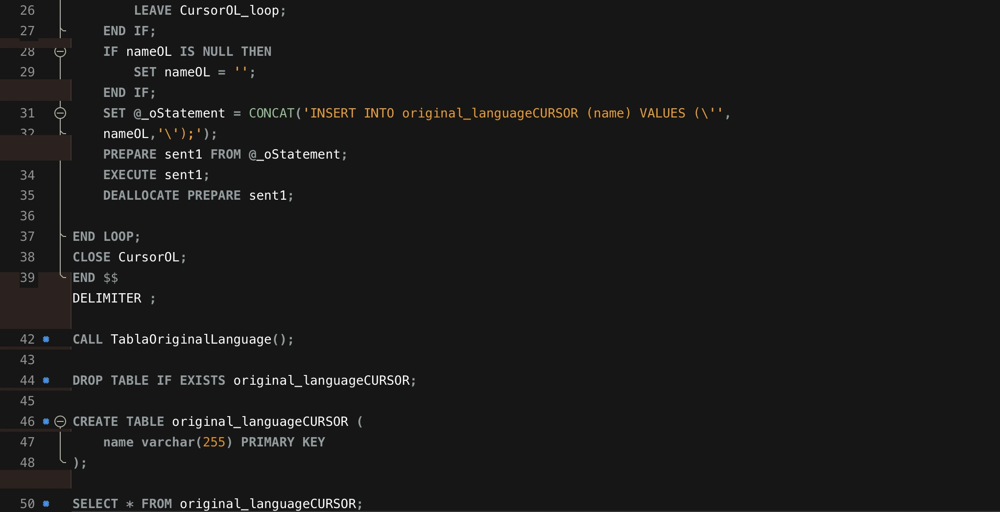 26 LEAVE CursorOL_loop;
27 END IF;
28 IF nameOL IS NULL THEN
29 SET nameOL = '';
END IF;
31 SET @_oStatement = CONCAT('INSERT INTO original_languageCURSOR (name) VALUES (\'',
32 nameOL,'\');');
PREPARE sent1 FROM @_oStatement;
34 EXECUTE sent1;
35 DEALLOCATE PREPARE sent1;
36
37 END LOOP;
38 CLOSE CursorOL;
39 END $$
DELIMITER ;
42 CALL TablaOriginalLanguage();
43
44 DROP TABLE IF EXISTS original_languageCURSOR;
45
46 CREATE TABLE original_languageCURSOR (
47 name varchar(255) PRIMARY KEY
48 );
50 SELECT * FROM original_languageCURSOR;